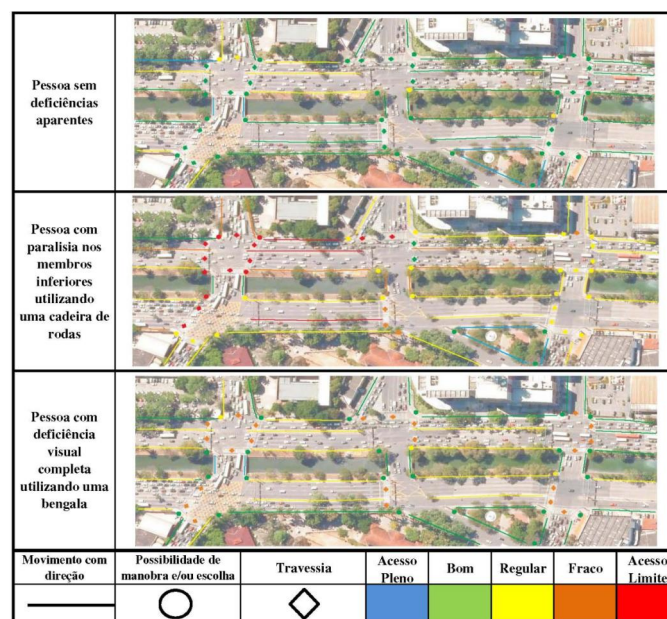 Pessoa sem
deficiências
aparentes
Pessoa com
paralisia nos
membros
inferiores
utilizando
uma cadeira de
rodas
Pessoa com
deficiência
visual
completa
utilizando uma
bengala
Movimento com
direção
Possibilidade de
manobra e/ou escolha
Travessia
Acesso
Pleno
Bom
Regular
Fraco
Acesso
Limite